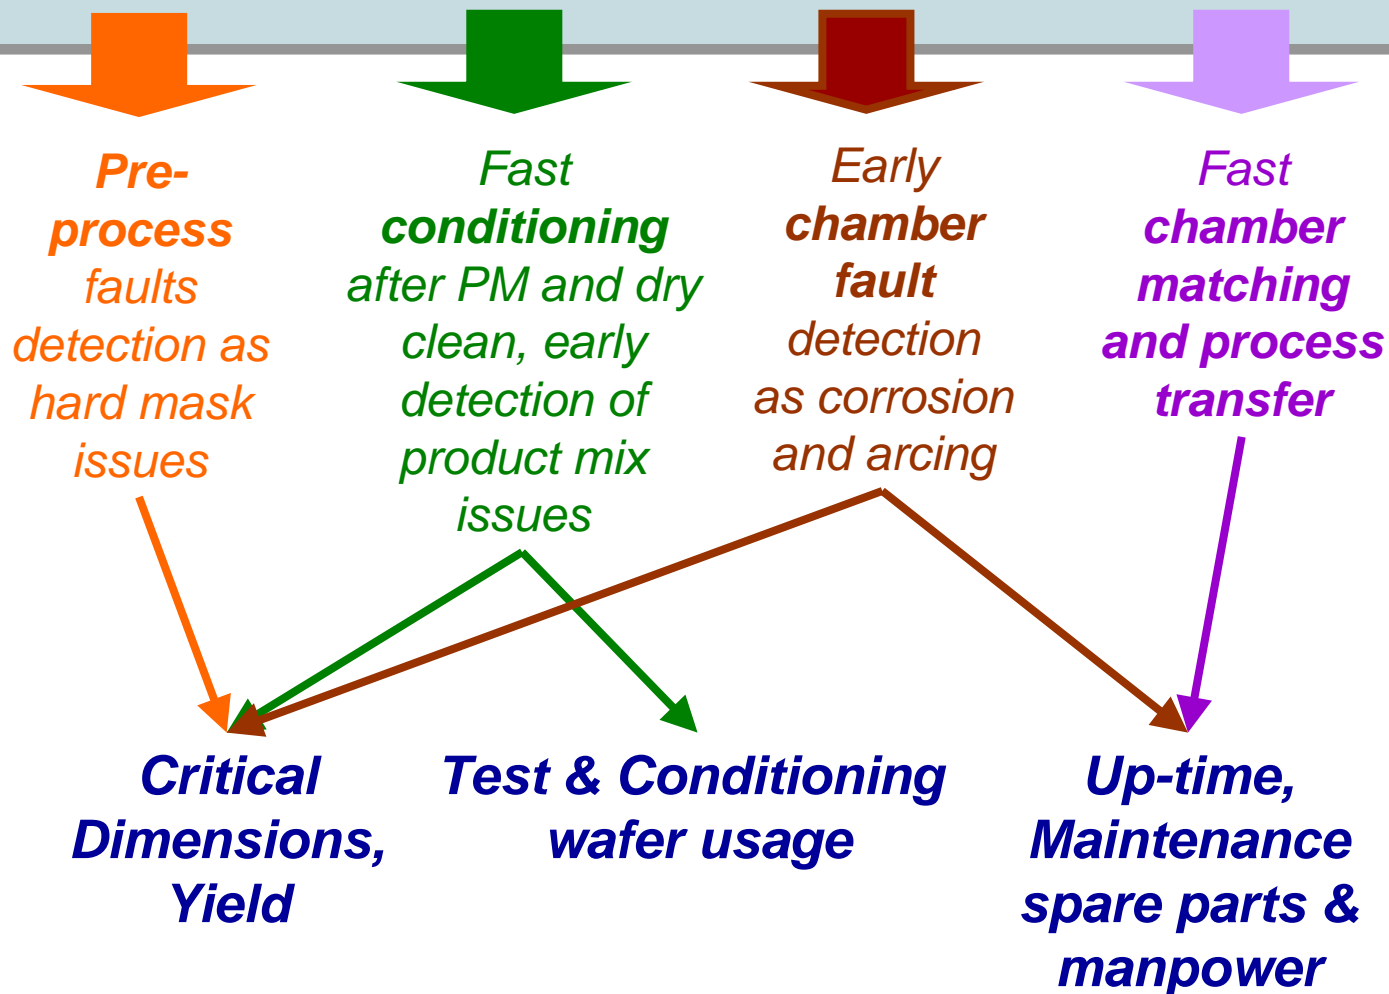 Pre-
process
faults
detection as
hard mask
issues
Fast
conditioning
after PM and dry
clean, early
detection of
product mix
issues
Early
chamber
fault
detection
as corrosion
and arcing
Fast
chamber
matching
and process
transfer
Critical
Dimensions,
Yield
Test & Conditioning
wafer usage
Up-time,
Maintenance
spare parts &
manpower